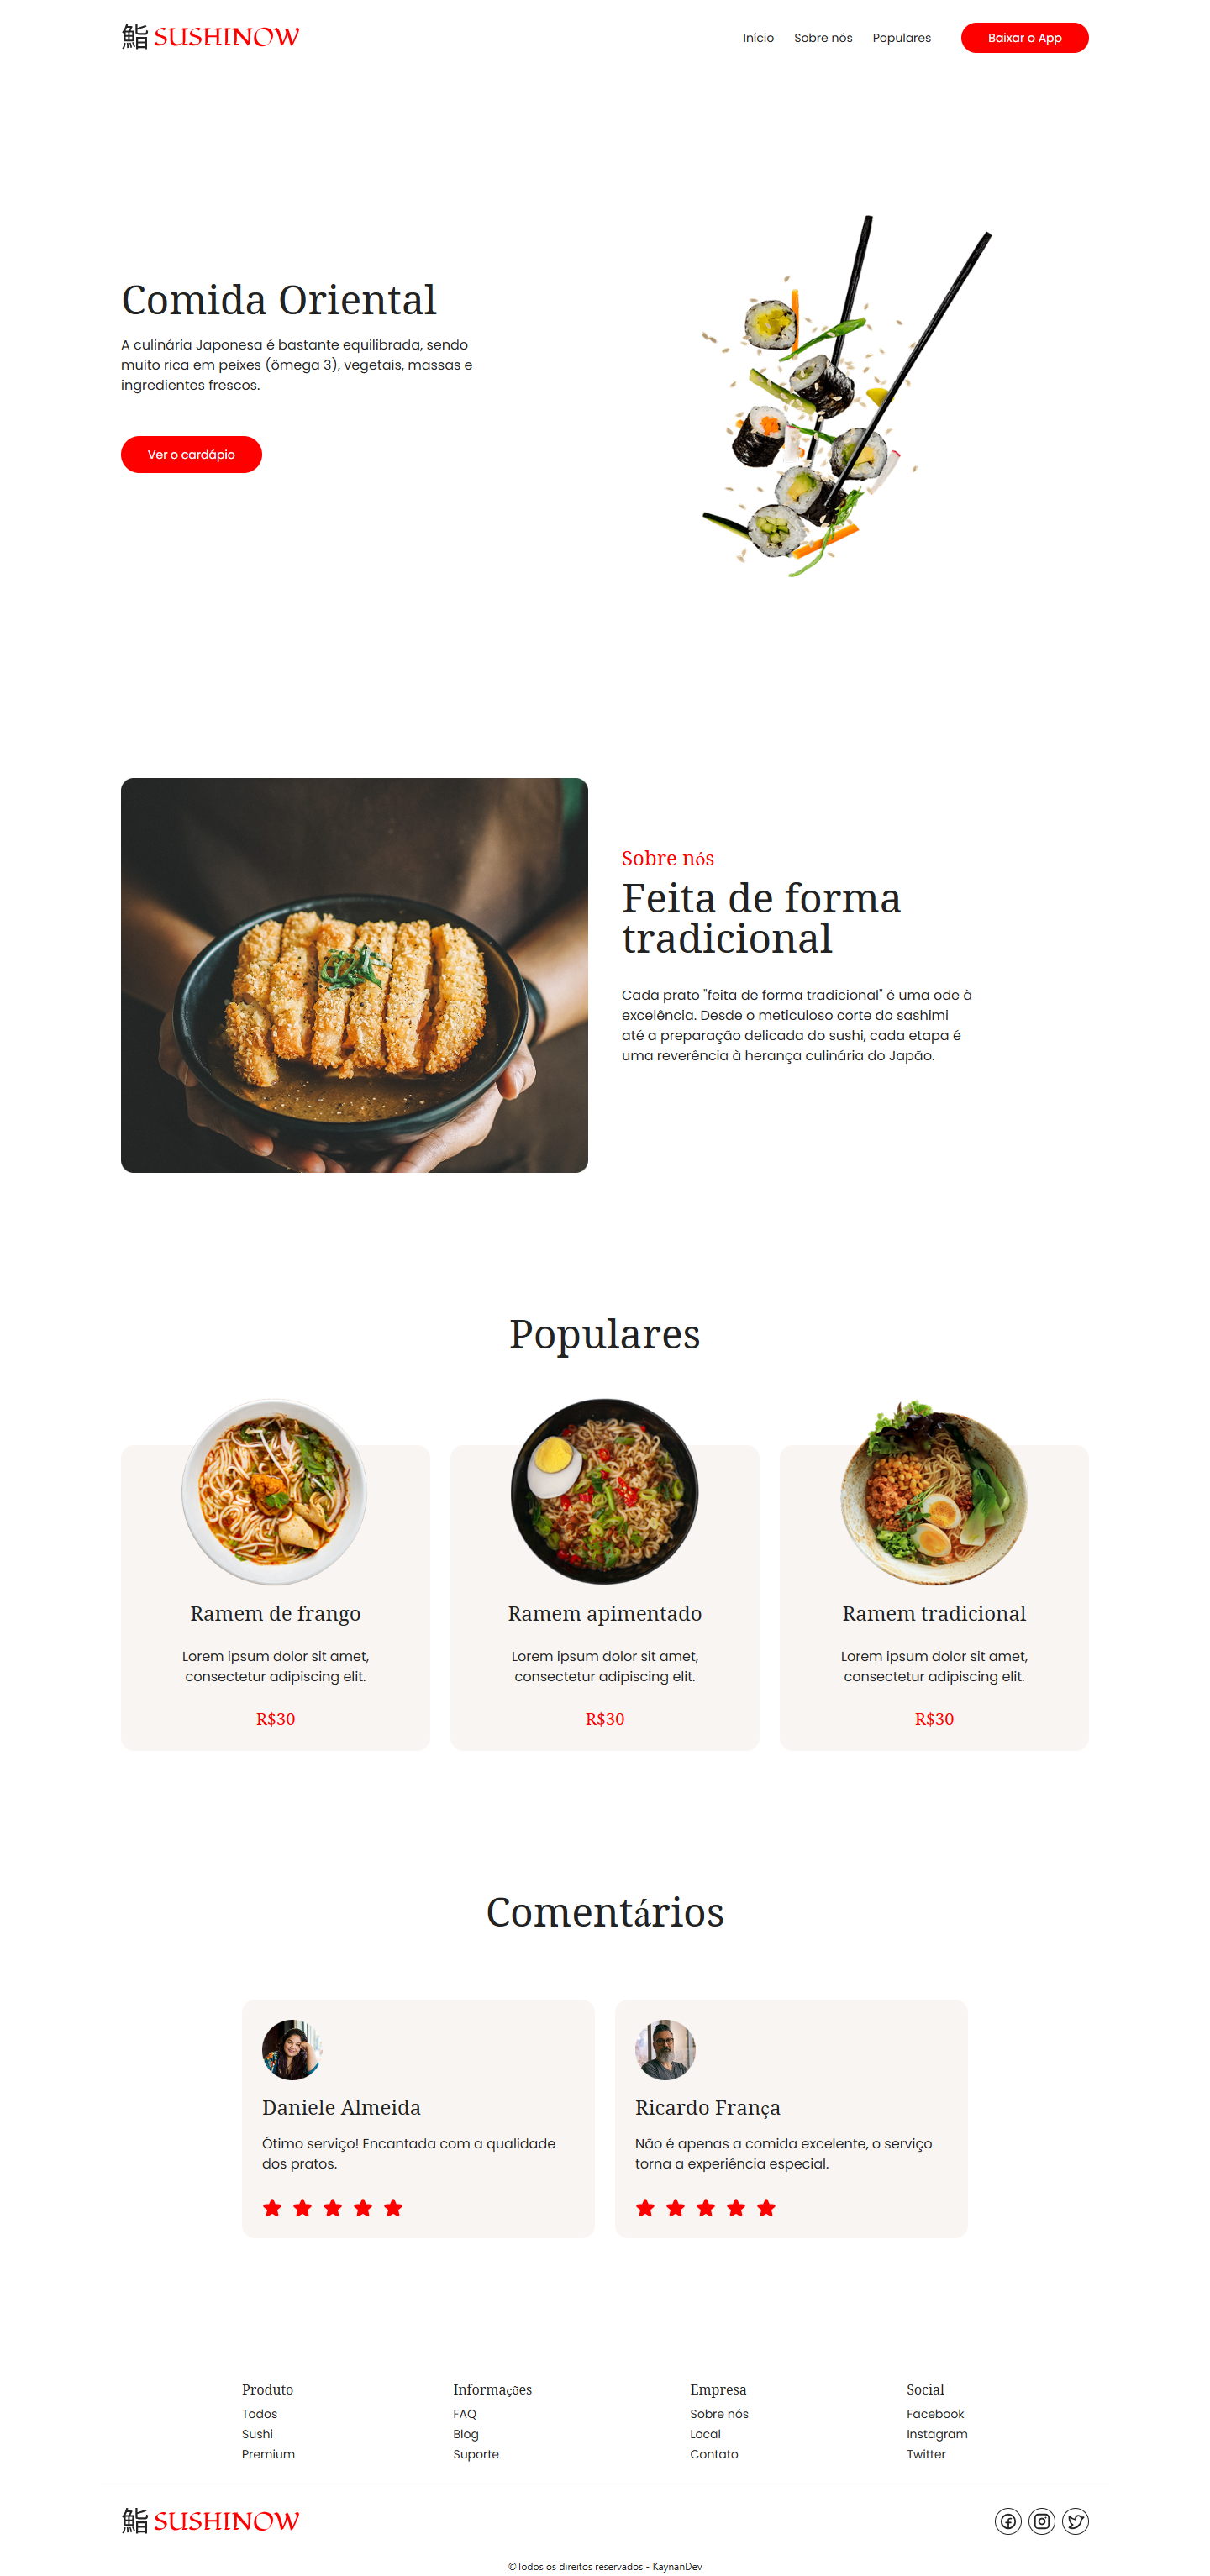 鮨 SUSHINOW
Início Sobre nós Populares Baixar o App
Comida Oriental
A culinária Japonesa é bastante equilibrada, sendo
muito rica em peixes (ômega 3), vegetais, massas e
ingredientes frescos.
Ver o cardápio
Sobre nós
Feita de forma
tradicional
Cada prato "feita de forma tradicional" é uma ode à
excelência. Desde o meticuloso corte do sashimi
até a preparação delicada do sushi, cada etapa é
uma reverência à herança culinária do Japão.
Populares
Ramem de frango
Lorem ipsum dolor sit amet,
consectetur adipiscing elit.
R$30
Ramem apimentado
Lorem ipsum dolor sit amet,
consectetur adipiscing elit.
R$30
Ramem tradicional
Lorem ipsum dolor sit amet,
consectetur adipiscing elit.
R$30
Comentários
Daniele Almeida
Ótimo serviço! Encantada com a qualidade
dos pratos.
Ricardo França
Não é apenas a comida excelente, o serviço
torna a experiência especial.
Produto
Todos
Sushi
Premium
Informações
FAQ
Blog
Suporte
Empresa
Sobre nós
Local
Contato
Social
Facebook
Instagram
Twitter
鮨 SUSHINOW
©Todos os direitos reservados - KaynanDev